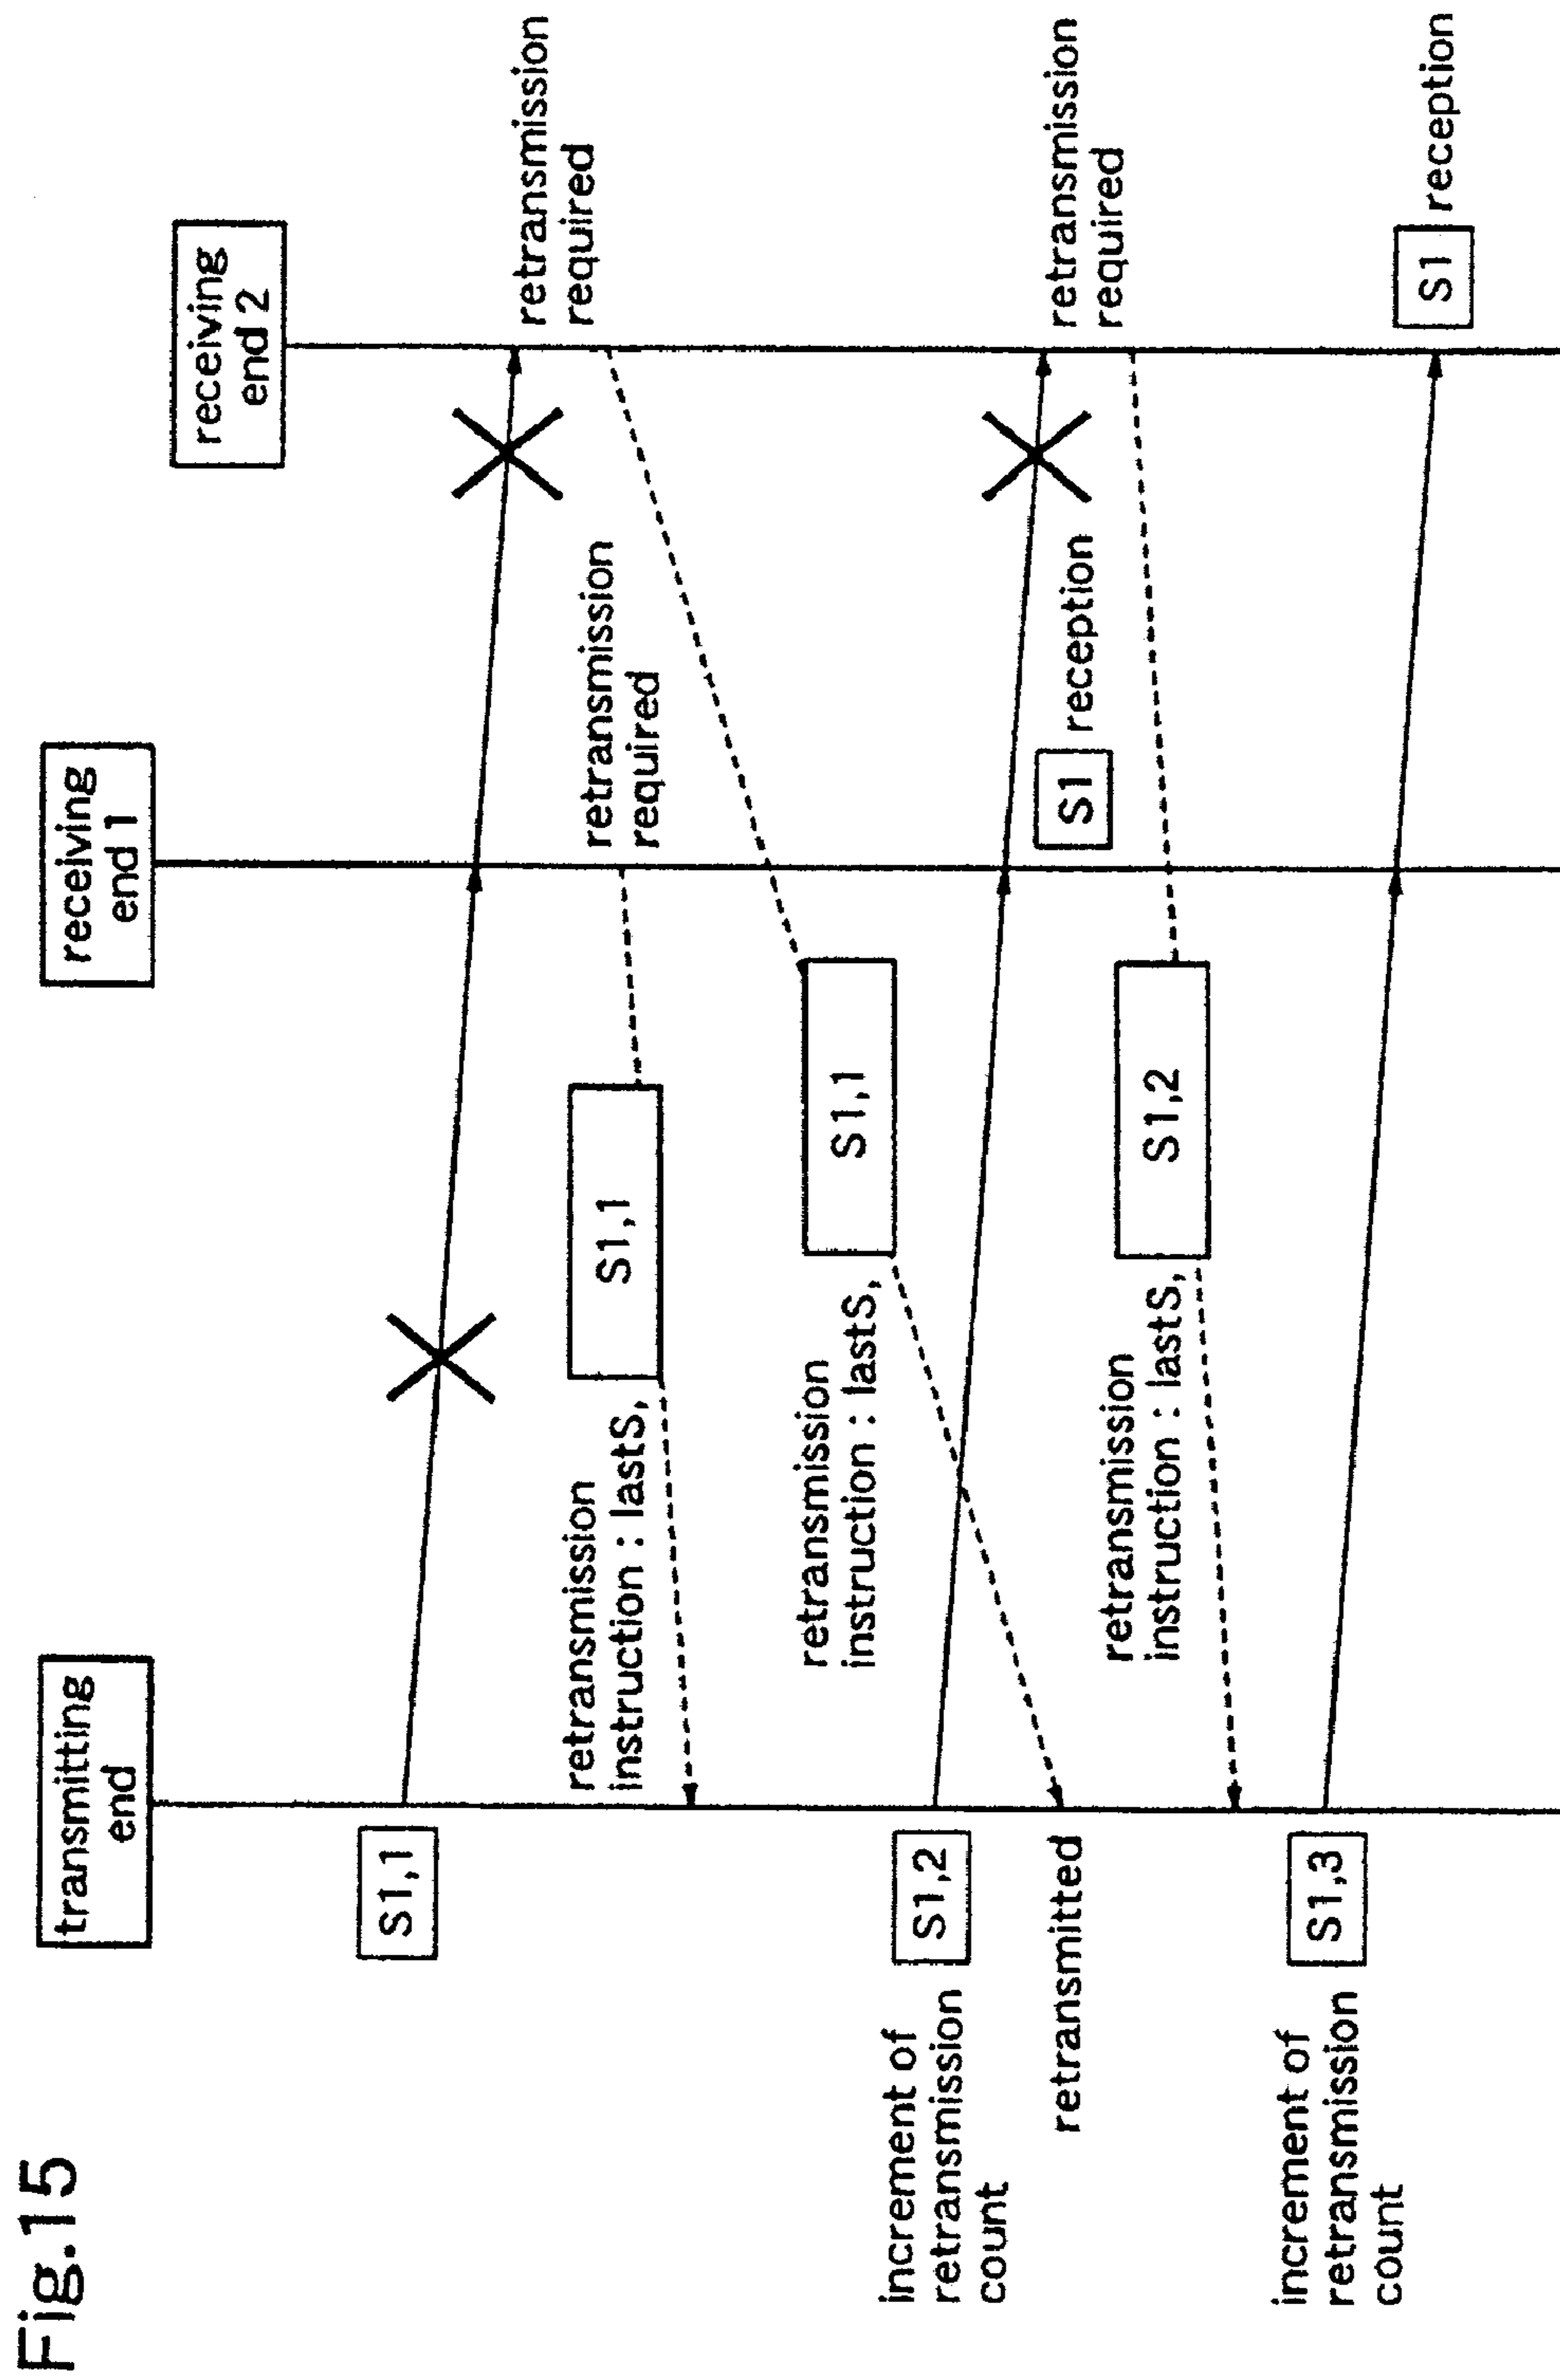 Fig.15
transmitting
end
receiving
end 1
receiving
end 2
S1,1
retransmission
required
retransmission
required
retransmission
instruction : lastS,
S1,1
retransmission
instruction : lastS,
S1,1
increment of
retransmission
count
S1,2
retransmission
required
S1 reception
retransmitted
retransmission
instruction : lastS,
S1,2
increment of
retransmission
count
S1,3
S1 reception